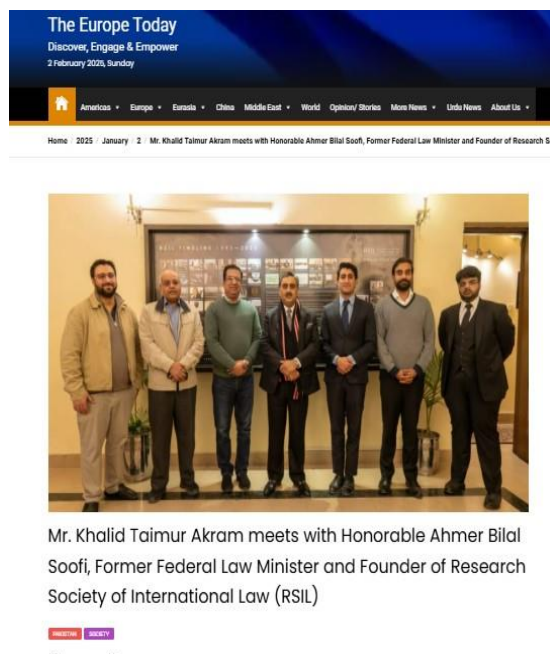 The Europe Today
Discover, Engage & Empower
2 February 2025, Sunday
Americas Europe Eurasia China Middle East World Opinion/ Stories More News Urdu News About Us
Home / 2025 / January / 2 / Mr. Khalid Taimur Akram meets with Honorable Ahmer Bilal Soofi, Former Federal Law Minister and Founder of Research S
RSIL TIMELINE
Mr. Khalid Taimur Akram meets with Honorable Ahmer Bilal
Soofi, Former Federal Law Minister and Founder of Research
Society of International Law (RSIL)
PAKISTAN SOCIETY